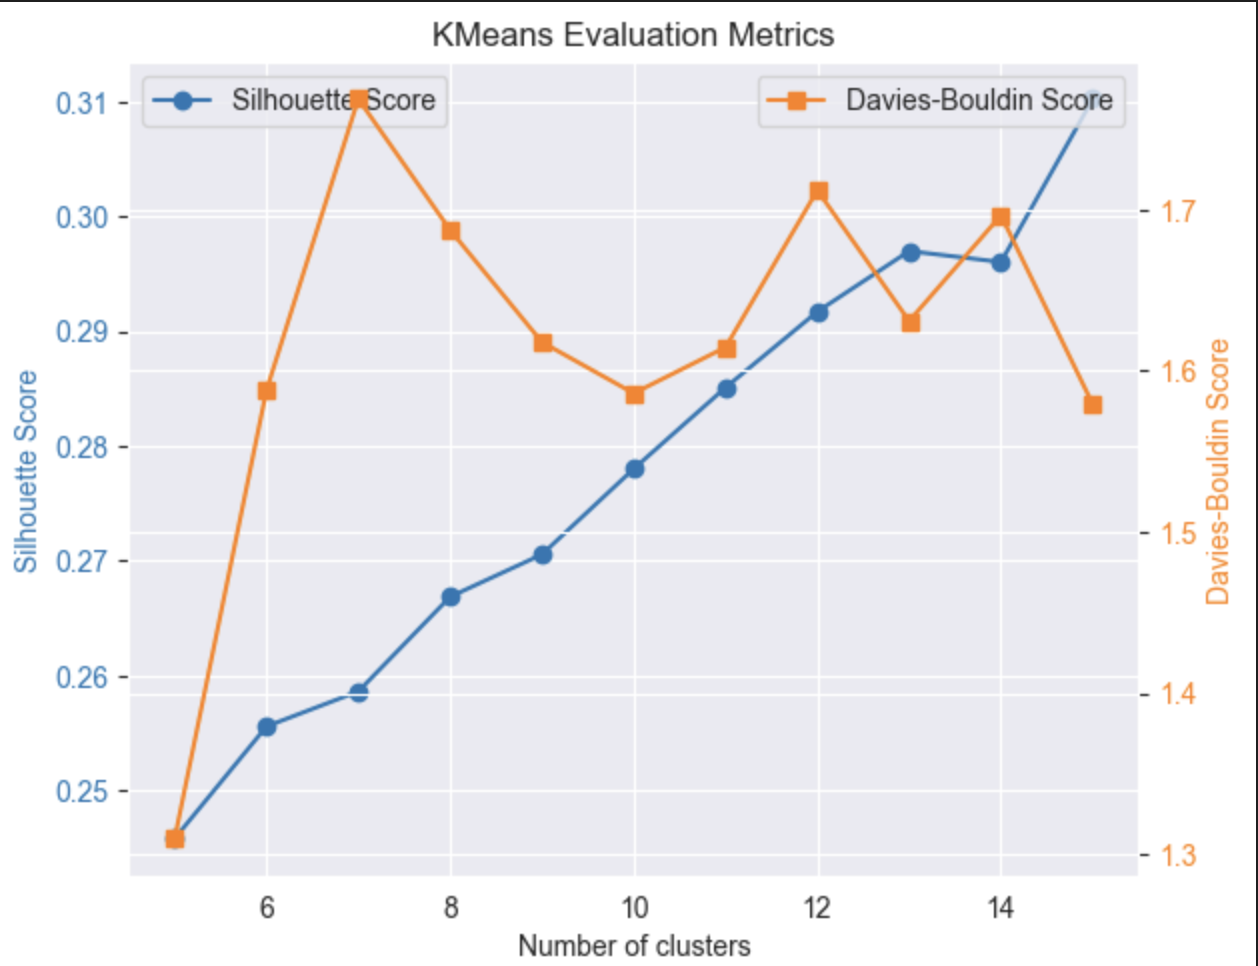 KMeans Evaluation Metrics
Silhouette Score
Davies-Bouldin Score
0.31
0.30
0.29
0.28
0.27
0.26
0.25
Silhouette Score
1.7
1.6
1.5
1.4
1.3
Davies-Bouldin Score
6 8 10 12 14
Number of clusters